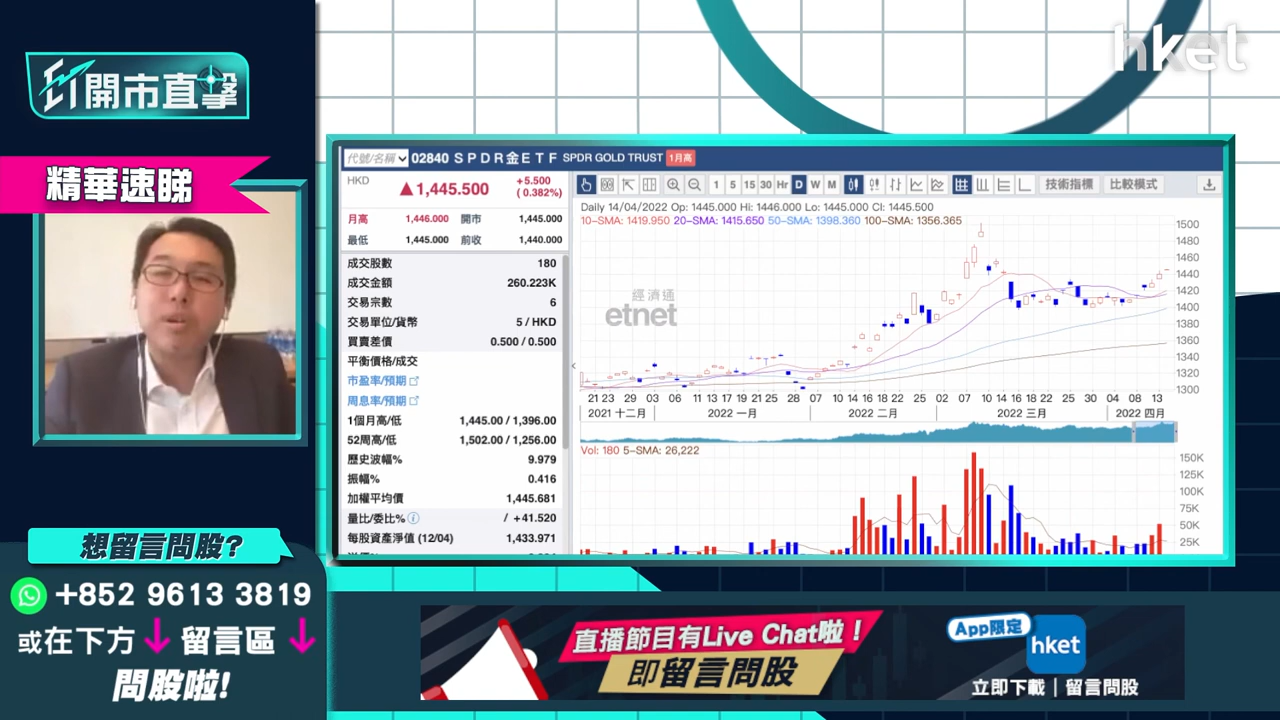 hket
ET開市直擊
精華速睇
代號/名稱 02840 SPDR金ETF SPDR GOLD TRUST 1月高
HKD
▲1,445.500
+5.500
( 0.382%)
月高 1,446.000 開市 1,445.000
最低 1,445.000 前收 1,440.000
成交股數 180
成交金額 260.223K
交易宗數 6
交易單位/貨幣 5 / HKD
買賣差價 0.500 / 0.500
平衡價格/成交
市盈率/預期
周息率/預期
1個月高/低 1,445.00 / 1,396.00
52周高/低 1,502.00 / 1,256.00
歷史波幅% 9.979
振幅% 0.416
加權平均價 1,445.681
量比/委比% / +41.520
每股資產淨值 (12/04) 1,433.971
1 5 15 30 Hr D W M 技術指標 比較模式
Daily 14/04/2022 Op: 1445.000 Hi: 1446.000 Lo: 1445.000 Cl: 1445.500
10-SMA: 1419.950 20-SMA: 1415.650 50-SMA: 1398.360 100-SMA: 1356.365
經濟通
etnet
1500
1480
1460
1440
1420
1400
1380
1360
1340
1320
1300
21 23 29 03 06 11 13 17 19 21 25 28 07 10 14 16 18 22 25 02 07 10 14 16 18 22 25 30 04 08 13
2021 十二月 2022 一月 2022 二月 2022 三月 2022 四月
Vol: 180 5-SMA: 26,222
150K
125K
100K
75K
50K
25K
想留言問股?
+852 9613 3819
或在下方↓留言區↓
問股啦!
直播節目有Live Chat啦！
即留言問股
App限定
hket
立即下載｜留言問股